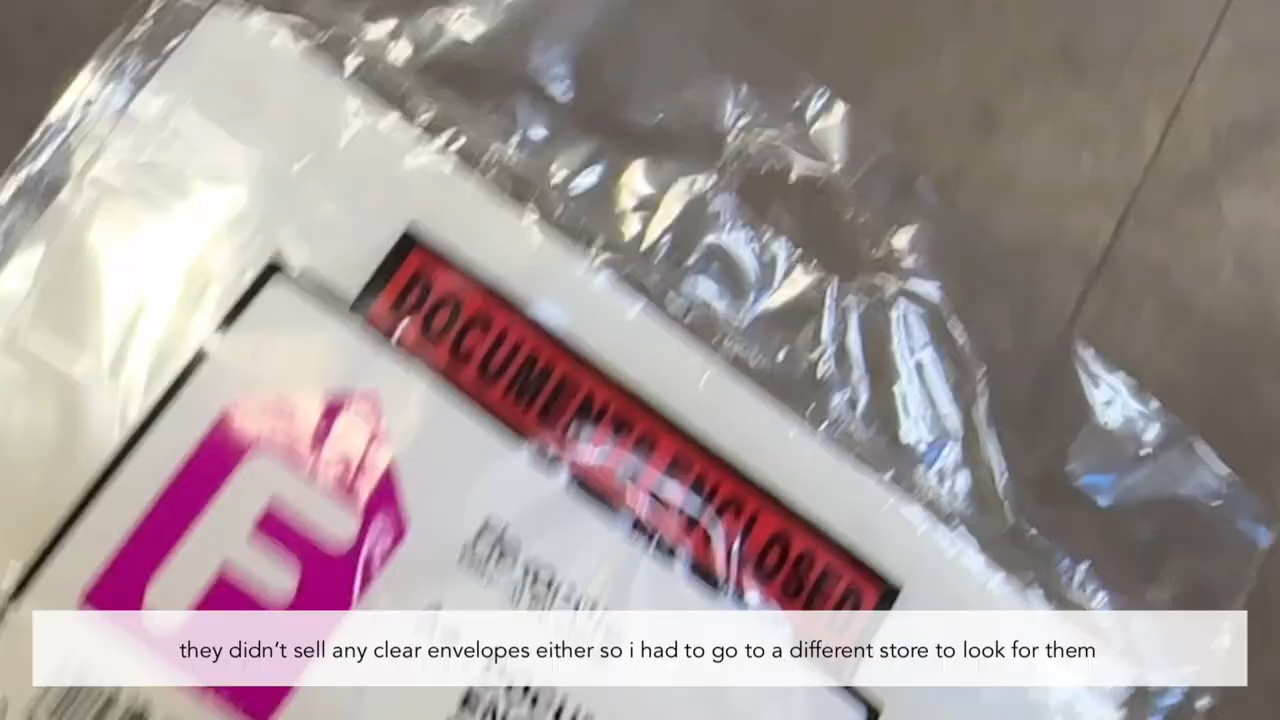 DOCUMENTS ENCLOSED
F
they didn't sell any clear envelopes either so i had to go to a different store to look for them